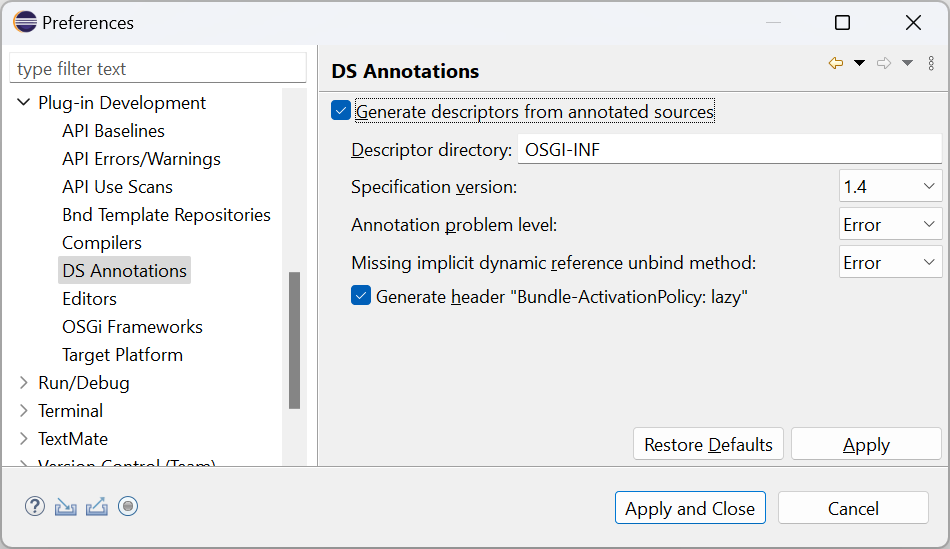 Preferences
type filter text
Plug-in Development
API Baselines
API Errors/Warnings
API Use Scans
Bnd Template Repositories
Compilers
DS Annotations
Editors
OSGi Frameworks
Target Platform
Run/Debug
Terminal
TextMate
Version Control (Team)
DS Annotations
Generate descriptors from annotated sources
Descriptor directory: OSGI-INF
Specification version: 1.4
Annotation problem level: Error
Missing implicit dynamic reference unbind method: Error
Generate header "Bundle-ActivationPolicy: lazy"
Restore Defaults Apply
Apply and Close Cancel